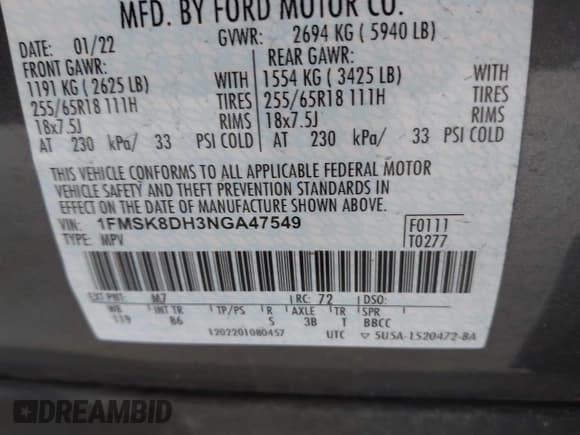 MFD. BY FORD MOTOR CO.
DATE: 01/22 GVWR: 2694 KG ( 5940 LB)
FRONT GAWR: REAR GAWR:
1191 KG ( 2625 LB) WITH 1554 KG ( 3425 LB) WITH
255/65R18 111H TIRES 255/65R18 111H TIRES
18x7.5J RIMS 18x7.5J RIMS
AT 230 kPa/ 33 PSI COLD AT 230 kPa/ 33 PSI COLD
THIS VEHICLE CONFORMS TO ALL APPLICABLE FEDERAL MOTOR
VEHICLE SAFETY AND THEFT PREVENTION STANDARDS IN
EFFECT ON THE DATE OF MANUFACTURE SHOWN ABOVE.
VIN: 1FMSK8DH3NGA47549 F0111
TYPE: MPV T0277
EXT PNT: M7 RC: 72 DSO:
WB INT TR TP/PS R AXLE TR SPR
119 B6 5 3B T BBCC
1202201080457 UTC ▽ 5U5A-1520472-BA
DREAMBID